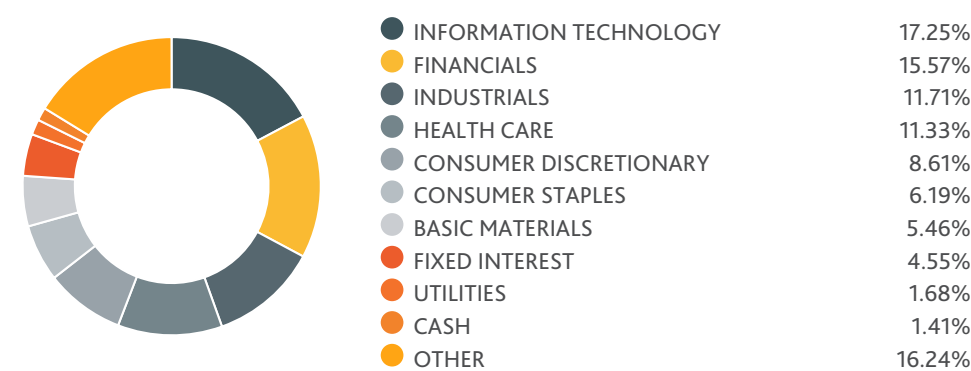 INFORMATION TECHNOLOGY 17.25%
FINANCIALS 15.57%
INDUSTRIALS 11.71%
HEALTH CARE 11.33%
CONSUMER DISCRETIONARY 8.61%
CONSUMER STAPLES 6.19%
BASIC MATERIALS 5.46%
FIXED INTEREST 4.55%
UTILITIES 1.68%
CASH 1.41%
OTHER 16.24%